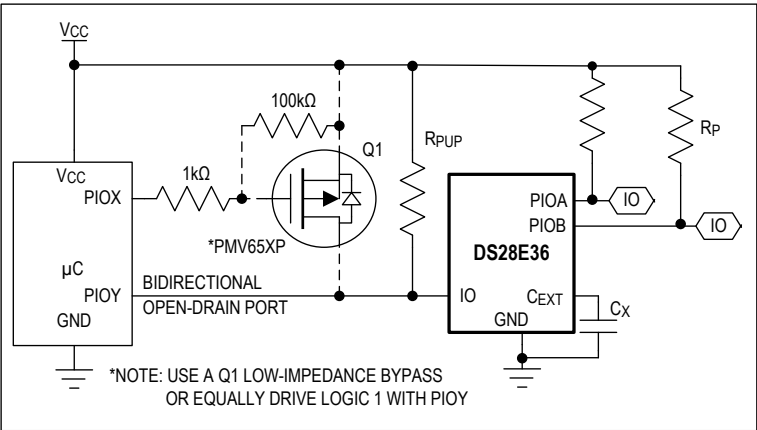 VCC
100kΩ
Q1
RPUP
RP
VCC
PIOX
1kΩ
*PMV65XP
PIOA
IO
PIOB
IO
DS28E36
µC
PIOY
BIDIRECTIONAL
OPEN-DRAIN PORT
IO
CEXT
CX
GND
GND
*NOTE: USE A Q1 LOW-IMPEDANCE BYPASS
OR EQUALLY DRIVE LOGIC 1 WITH PIOY